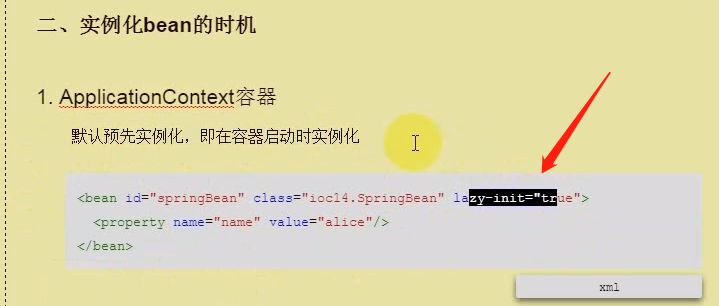 二、实例化bean的时机
1. ApplicationContext容器
默认预先实例化，即在容器启动时实例化
<bean id="springBean" class="ioc14.SpringBean" lazy-init="true">
<property name="name" value="alice"/>
</bean>
xml